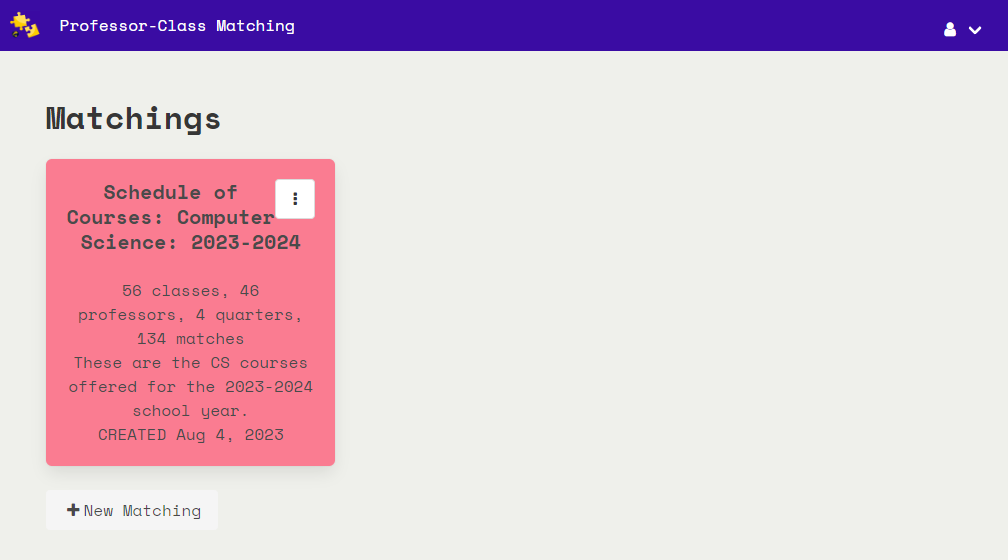 Professor-Class Matching
Matchings
Schedule of
Courses: Computer
Science: 2023-2024
56 classes, 46
professors, 4 quarters,
134 matches
These are the CS courses
offered for the 2023-2024
school year.
CREATED Aug 4, 2023
New Matching